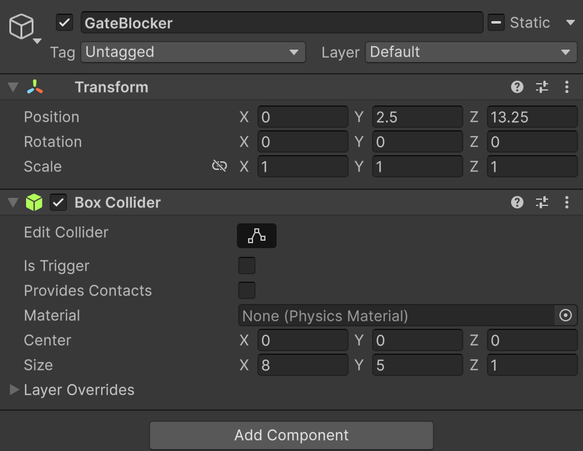 GateBlocker Static
Tag Untagged Layer Default
Transform
Position X 0 Y 2.5 Z 13.25
Rotation X 0 Y 0 Z 0
Scale X 1 Y 1 Z 1
Box Collider
Edit Collider
Is Trigger
Provides Contacts
Material None (Physics Material)
Center X 0 Y 0 Z 0
Size X 8 Y 5 Z 1
Layer Overrides
Add Component